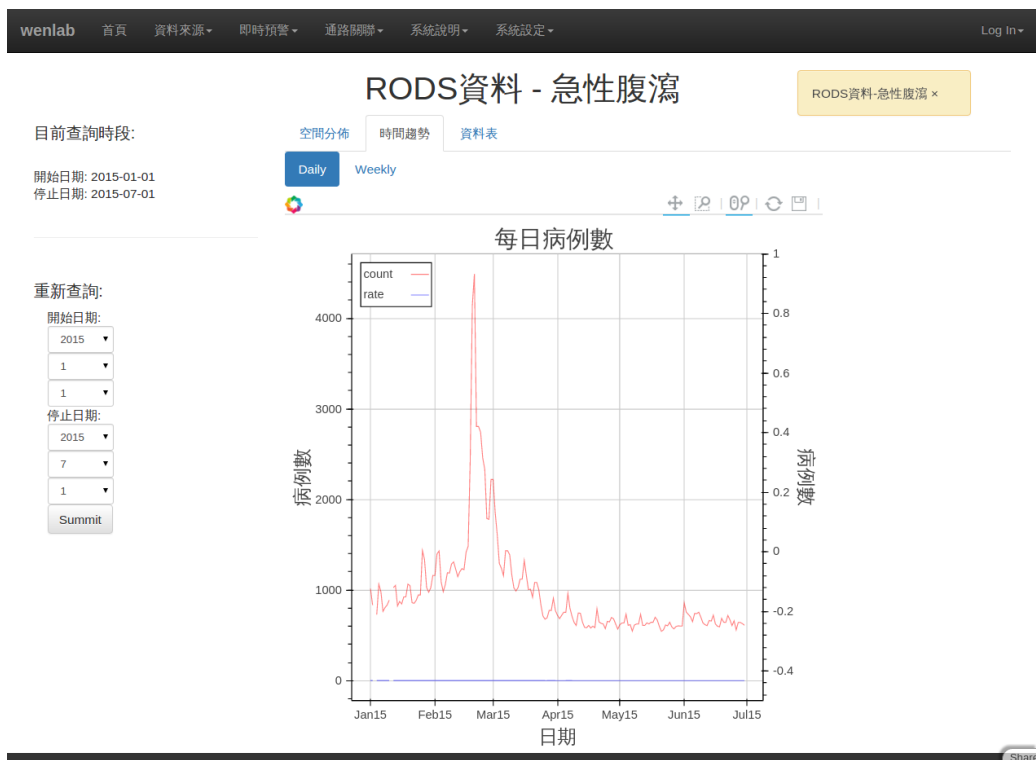 wenlab 首頁 資料來源 即時預警 通路關聯 系統說明 系統設定 Log In
RODS資料 - 急性腹瀉
RODS資料-急性腹瀉 ×
目前查詢時段:
開始日期: 2015-01-01
停止日期: 2015-07-01
重新查詢:
開始日期:
2015
1
1
停止日期:
2015
7
1
Summit
空間分佈 時間趨勢 資料表
Daily Weekly
每日病例數
count
rate
病例數
4000
3000
2000
1000
0
1
0.8
0.6
0.4
0.2
0
-0.2
-0.4
病例數
Jan15 Feb15 Mar15 Apr15 May15 Jun15 Jul15
日期
Share